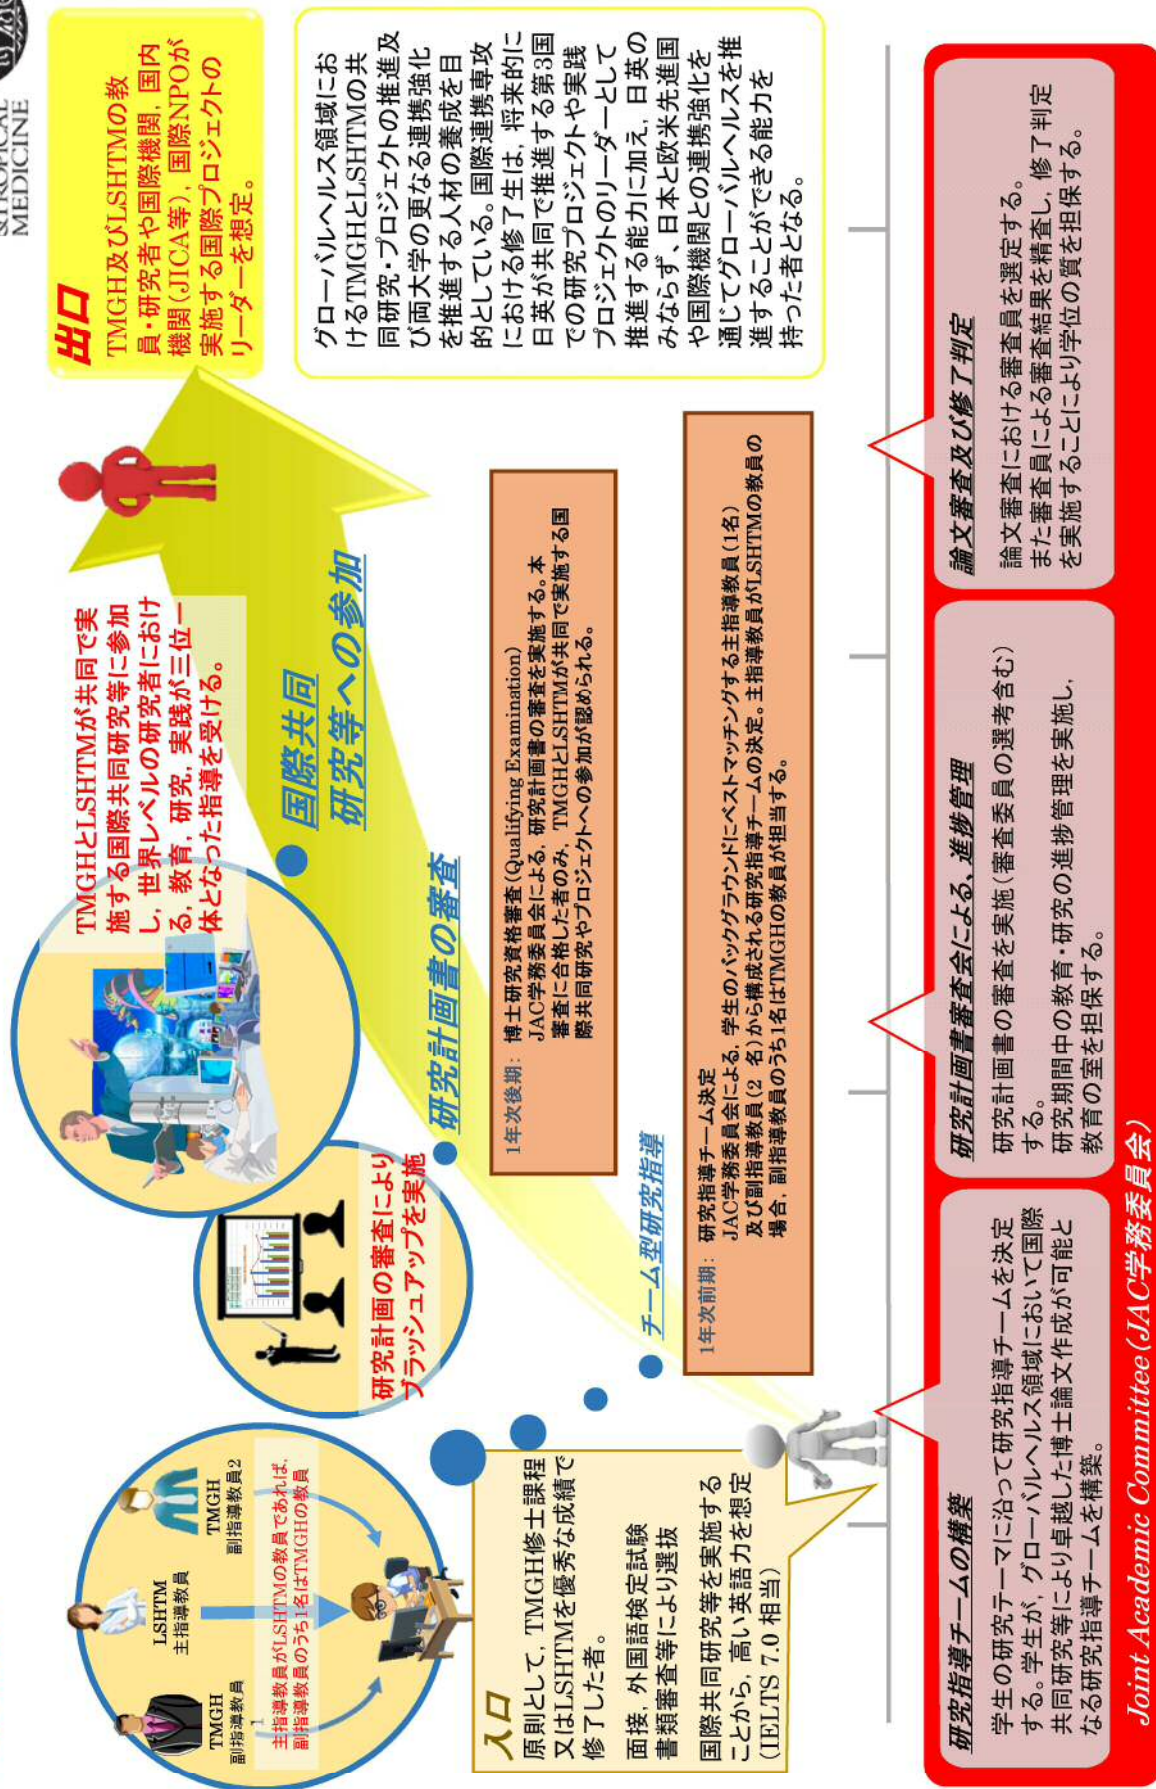 &TROPICAL
MEDICINE
出口
TMGH及びLSHTMの教
員・研究者や国際機関，国内
機関（JICA等），国際NPOが
実施する国際プロジェクトの
リーダーを想定。
グローバルヘルス領域にお
けるTMGHとLSHTMの共
同研究・プロジェクトの推進及
び両大学の更なる連携強化
を推進する人材の養成を目
的としている。国際連携専攻
における修了生は，将来的に
日英が共同で推進する第3国
での研究プロジェクトや実践
プロジェクトのリーダーとして
推進する能力に加え，日英の
みならず、日本と欧米先進国
や国際機関との連携強化を
通じてグローバルヘルスを推
進することができる能力を
持った者となる。
TMGHとLSHTMが共同で実
施する国際共同研究等に参加
し，世界レベルの研究者におけ
る，教育，研究，実践が三位一
体となった指導を受ける。
国際共同
研究等への参加
研究計画の審査により
ブラッシュアップを実施
研究計画書の審査
1年次後期： 博士研究資格審査（Qualifying Examination）
JAC学務委員会による，研究計画書の審査を実施する。本
審査に合格した者のみ，TMGHとLSHTMが共同で実施する国
際共同研究やプロジェクトへの参加が認められる。
チーム型研究指導
1年次前期： 研究指導チーム決定
JAC学務委員会による，学生のバックグラウンドにベストマッチングする主指導教員（1名）
及び副指導教員（2 名）から構成される研究指導チームの決定。主指導教員がLSHTMの教員の
場合，副指導教員のうち1名はTMGHの教員が担当する。
TMGH
副指導教員
1
LSHTM
主指導教員
TMGH
副指導教員2
主指導教員がLSHTMの教員であれば，
副指導教員のうち1名はTMGHの教員
入口
原則として，TMGH修士課程
又はLSHTMを優秀な成績で
修了した者。
面接，外国語検定試験
書類審査等により選抜
国際共同研究等を実施する
ことから，高い英語力を想定
（IELTS 7.0 相当）
研究指導チームの構築
学生の研究テーマに沿って研究指導チームを決定
する。学生が，グローバルヘルス領域において国際
共同研究等により卓越した博士論文作成が可能と
なる研究指導チームを構築。
研究計画書審査会による、進捗管理
研究計画書の審査を実施（審査委員の選考含む）
する。
研究期間中の教育・研究の進捗管理を実施し，
教育の室を担保する。
論文審査及び修了判定
論文審査における審査員を選定する。
また審査員による審査結果を精査し，修了判定
を実施することにより学位の質を担保する。
Joint Academic Committee（JAC学務委員会）